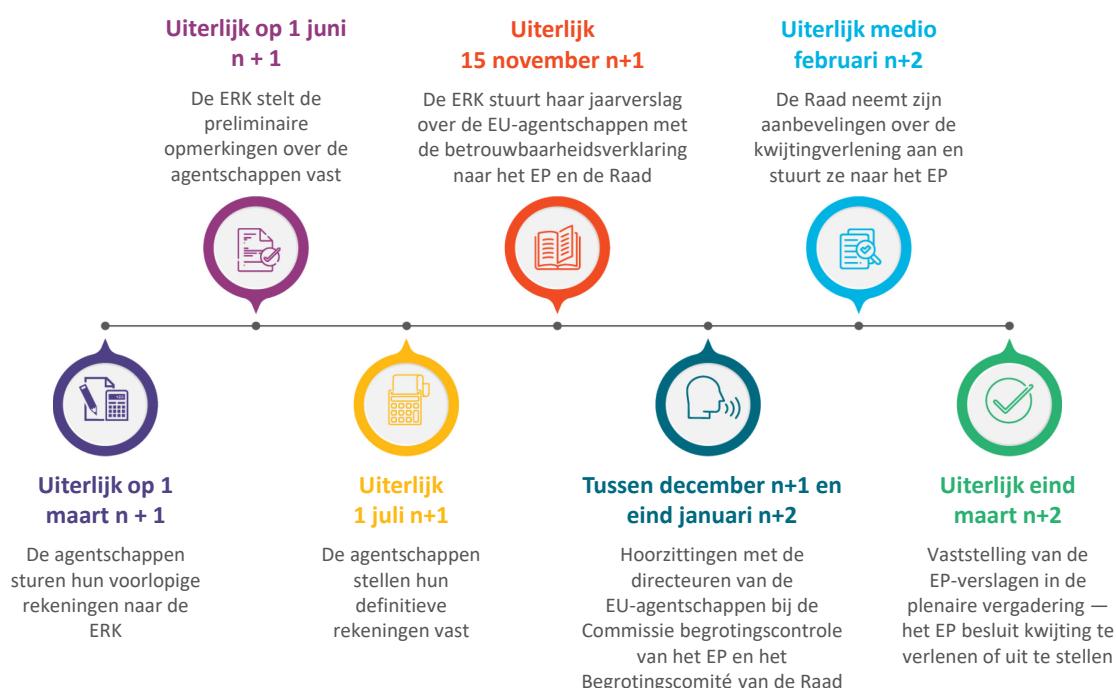 Uiterlijk op 1 juni
n + 1
De ERK stelt de
preliminaire
opmerkingen over de
agentschappen vast
Uiterlijk
15 november n+1
De ERK stuurt haar jaarverslag
over de EU-agentschappen met
de betrouwbaarheidsverklaring
naar het EP en de Raad
Uiterlijk medio
februari n+2
De Raad neemt zijn
aanbevelingen over de
kwijtingverlening aan en
stuurt ze naar het EP
Uiterlijk op 1
maart n + 1
De agentschappen
sturen hun voorlopige
rekeningen naar de
ERK
Uiterlijk
1 juli n+1
De agentschappen
stellen hun
definitieve
rekeningen vast
Tussen december n+1 en
eind januari n+2
Hoorzittingen met de
directeuren van de
EU-agentschappen bij de
Commissie begrotingscontrole
van het EP en het
Begrotingscomité van de Raad
Uiterlijk eind
maart n+2
Vaststelling van de
EP-verslagen in de
plenaire vergadering —
het EP besluit kwijting te
verlenen of uit te stellen